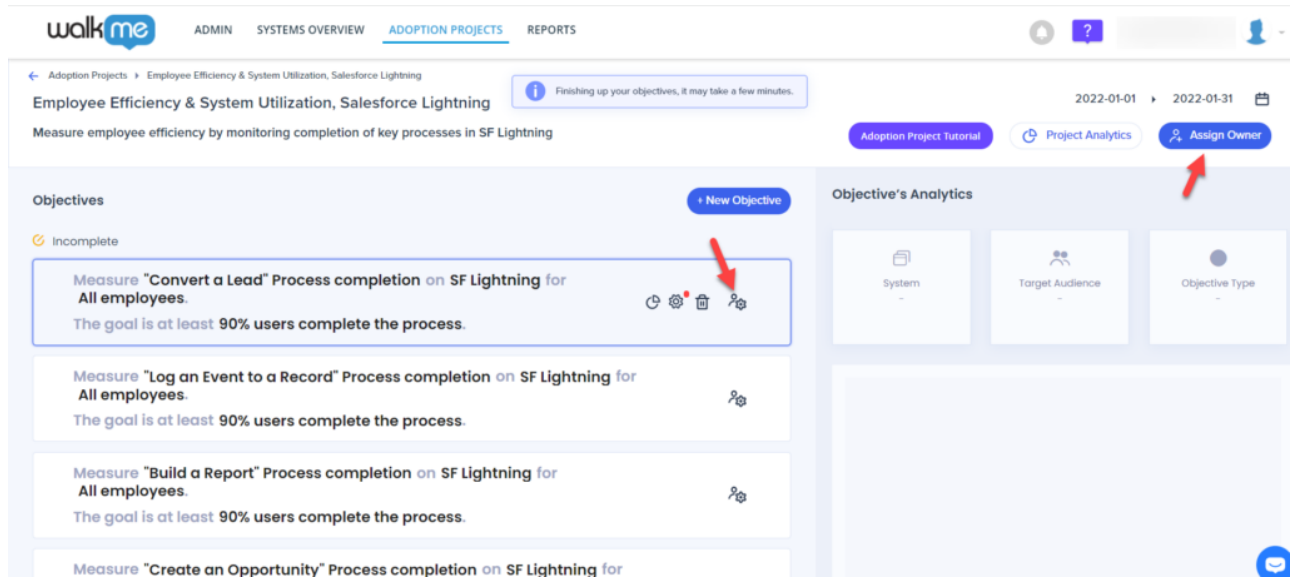 walkme
ADMIN
SYSTEMS OVERVIEW
ADOPTION PROJECTS
REPORTS
?
Adoption Projects
Employee Efficiency & System Utilization, Salesforce Lightning
Employee Efficiency & System Utilization, Salesforce Lightning
i
Finishing up your objectives, it may take a few minutes.
2022-01-01
2022-01-31
Measure employee efficiency by monitoring completion of key processes in SF Lightning
Adoption Project Tutorial
Project Analytics
Assign Owner
Objectives
+ New Objective
Incomplete
Measure "Convert a Lead" Process completion on SF Lightning for
All employees.
The goal is at least 90% users complete the process.
Measure "Log an Event to a Record" Process completion on SF Lightning for
All employees.
The goal is at least 90% users complete the process.
Measure "Build a Report" Process completion on SF Lightning for
All employees.
The goal is at least 90% users complete the process.
Measure "Create an Opportunity" Process completion on SF Lightning for
Objective's Analytics
System
-
Target Audience
-
Objective Type
-